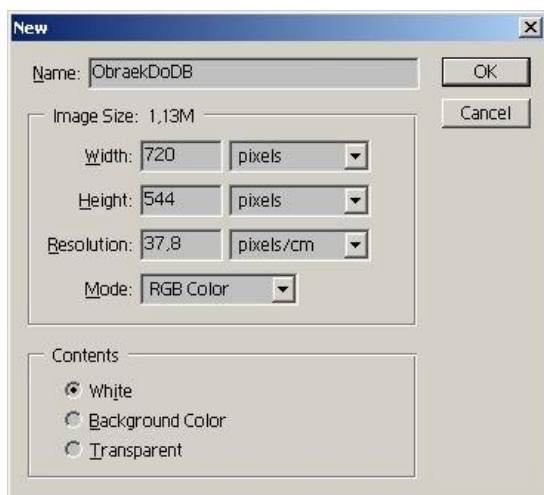 New
Name: ObraekDoDB
OK
Cancel
Image Size: 1,13M
Width: 720 pixels
Height: 544 pixels
Resolution: 37,8 pixels/cm
Mode: RGB Color
Contents
White
Background Color
Transparent